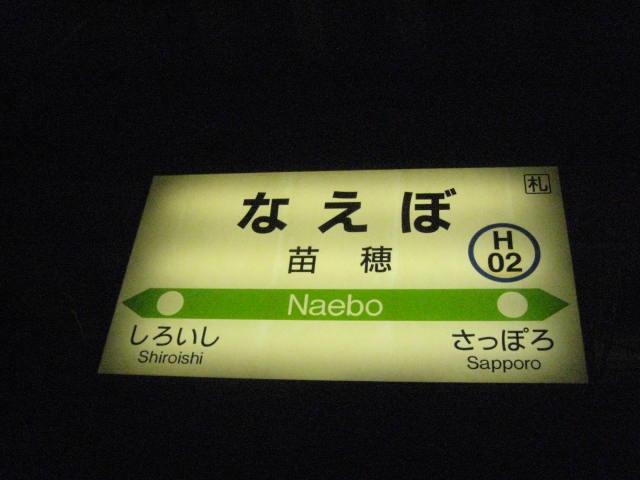 札
なえぼ
苗穂
H
02
Naebo
しろいし
Shiroishi
さっぽろ
Sapporo